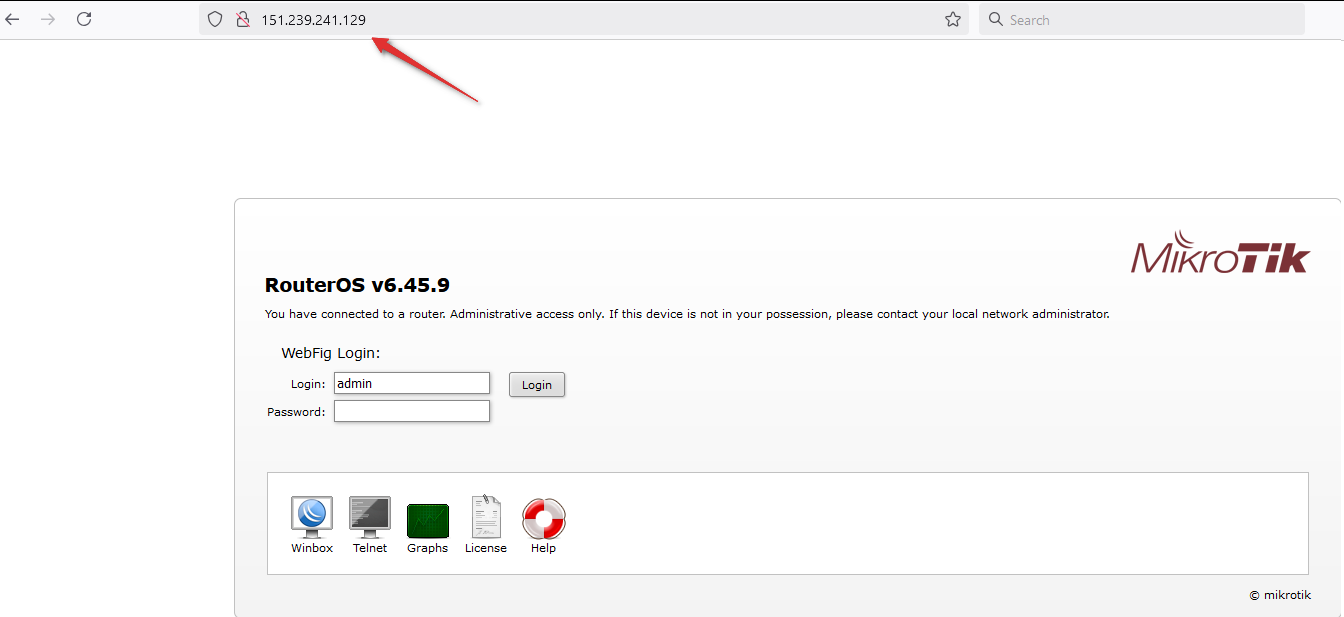 151.239.241.129
Search
MikroTik
RouterOS v6.45.9
You have connected to a router. Administrative access only. If this device is not in your possession, please contact your local network administrator.
WebFig Login:
Login: admin Login
Password:
Winbox Telnet Graphs License Help
© mikrotik